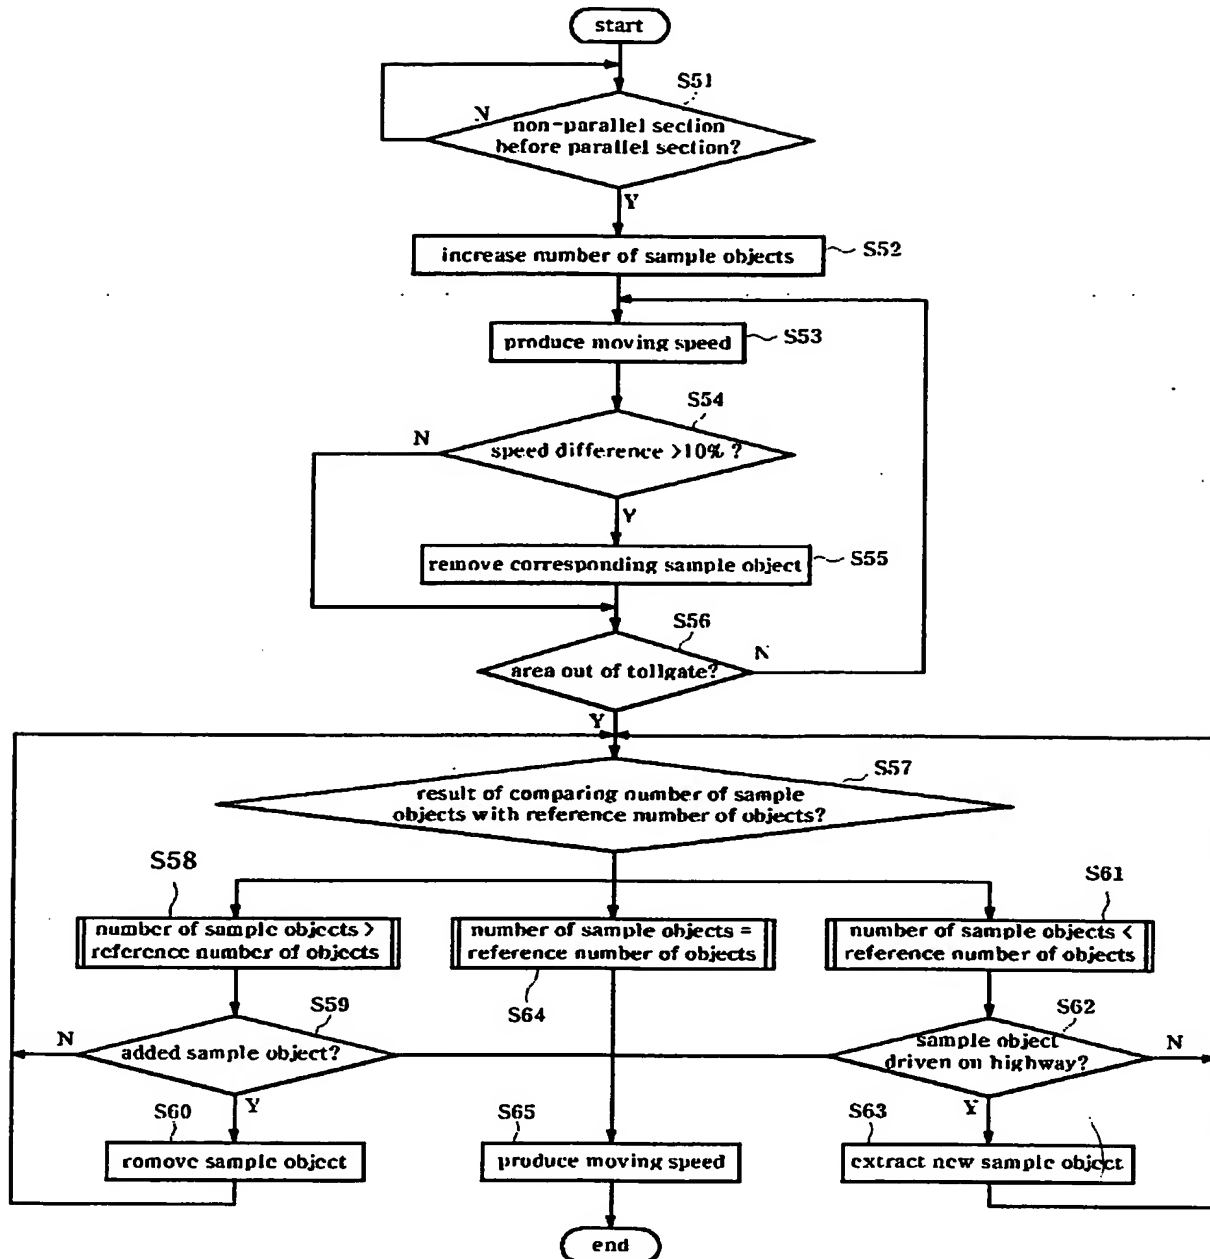 start
S51
N
non-parallel section
before parallel section?
Y
increase number of sample objects
S52
produce moving speed
S53
S54
N
speed difference >10% ?
Y
remove corresponding sample object
S55
S56
N
area out of tollgate?
Y
S57
result of comparing number of sample
objects with reference number of objects?
S58
S61
number of sample objects >
reference number of objects
number of sample objects =
reference number of objects
number of sample objects <
reference number of objects
S59
S64
S62
N
added sample object?
sample object
driven on highway?
N
S60
Y
S65
S63
Y
romove sample object
produce moving speed
extract new sample object
end